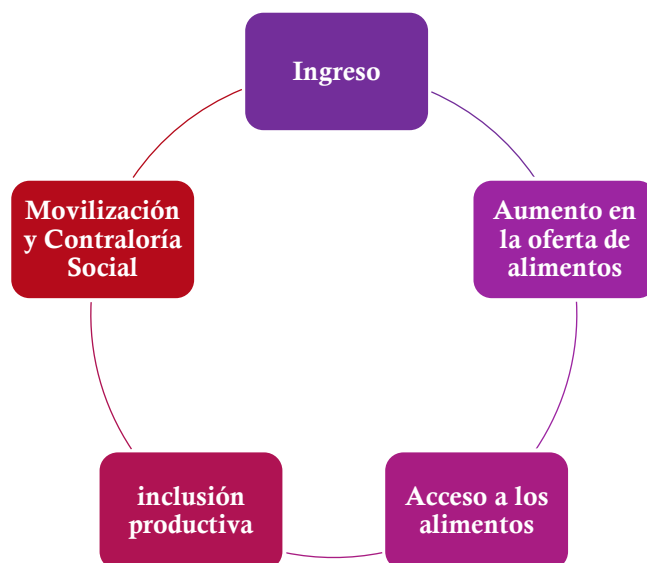 Ingreso
Aumento en
la oferta de
alimentos
Acceso a los
alimentos
inclusión
productiva
Movilización
y Contraloría
Social